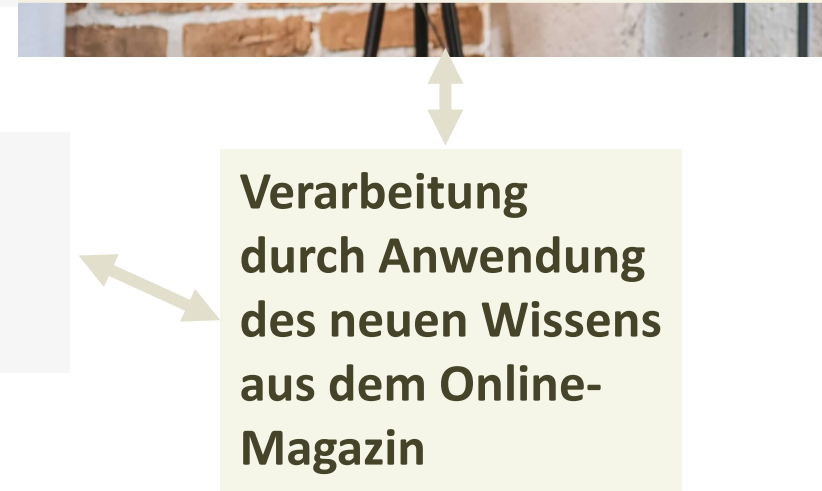 Verarbeitung
durch Anwendung
des neuen Wissens
aus dem Online-
Magazin